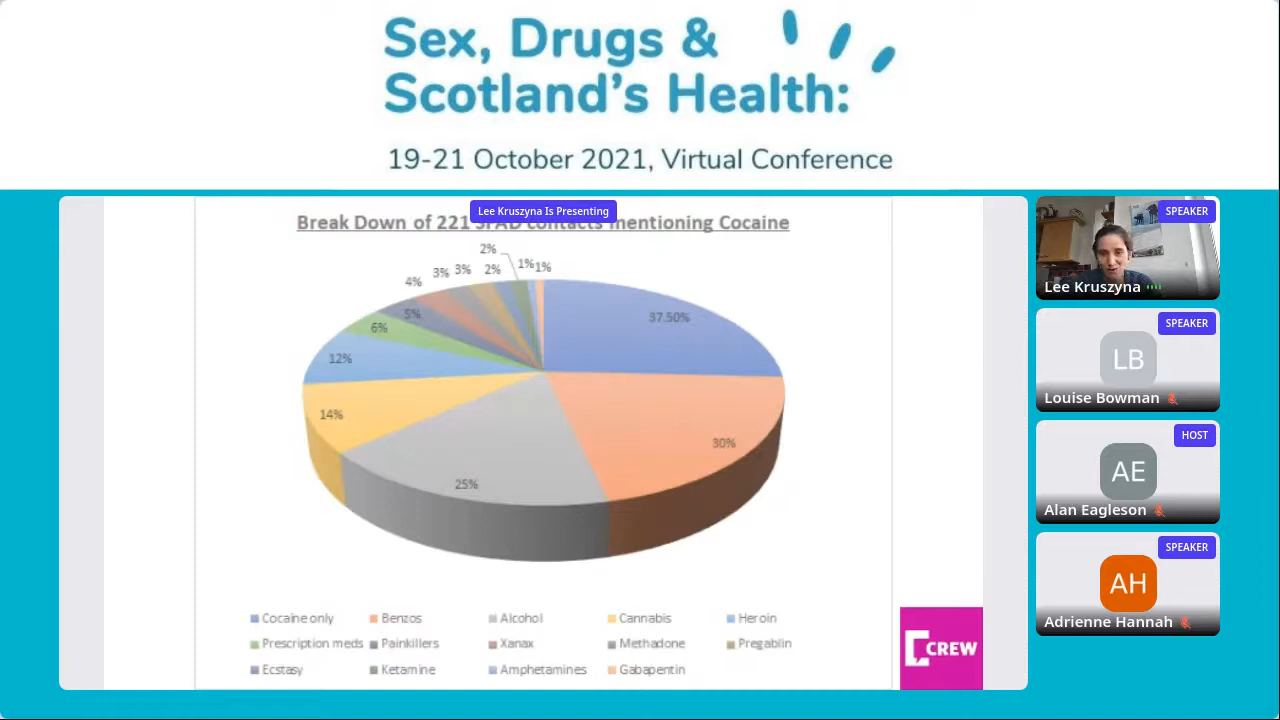 Sex, Drugs &
Scotland's Health:
19-21 October 2021, Virtual Conference
Lee Kruszyna Is Presenting
Break Down of 221 SFAD contacts mentioning Cocaine
2%
4%
3%
3%
2%
1%
1%
5%
6%
37.50%
12%
14%
30%
25%
Cocaine only
Benzos
Alcohol
Cannabis
Heroin
Prescription meds
Painkillers
Xanax
Methadone
Pregablin
Ecstasy
Ketamine
Amphetamines
Gabapentin
CREW
SPEAKER
Lee Kruszyna
SPEAKER
LB
Louise Bowman
HOST
AE
Alan Eagleson
SPEAKER
AH
Adrienne Hannah